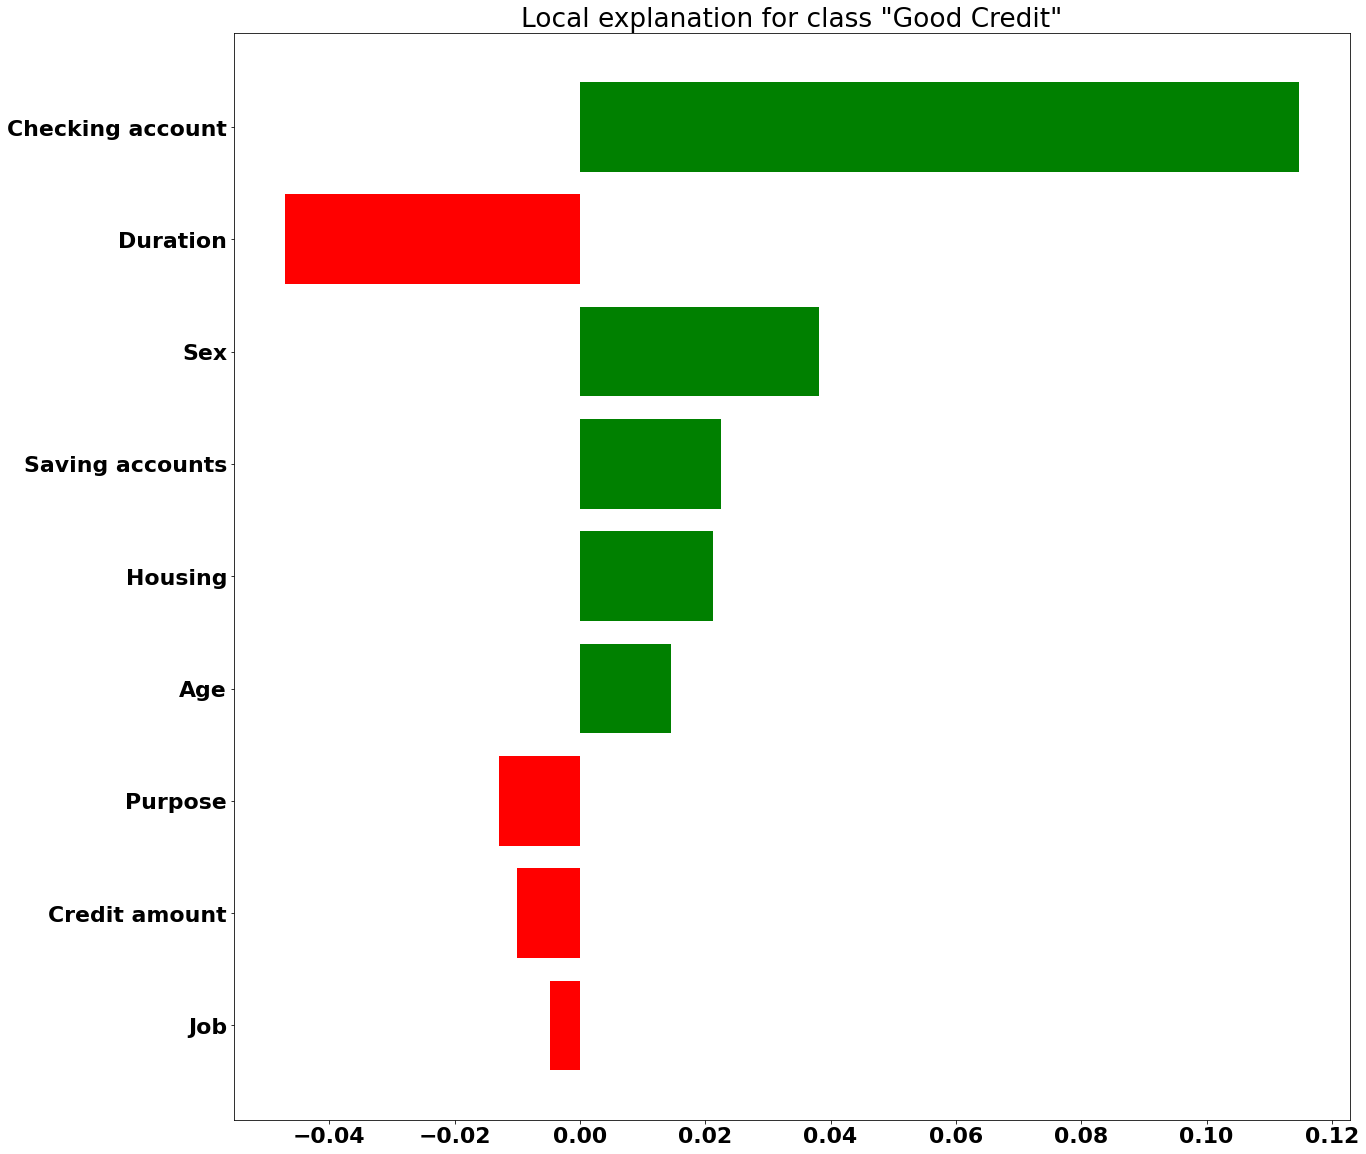 Local explanation for class "Good Credit"
Checking account
Duration
Sex
Saving accounts
Housing
Age
Purpose
Credit amount
Job
−0.04 −0.02 0.00 0.02 0.04 0.06 0.08 0.10 0.12